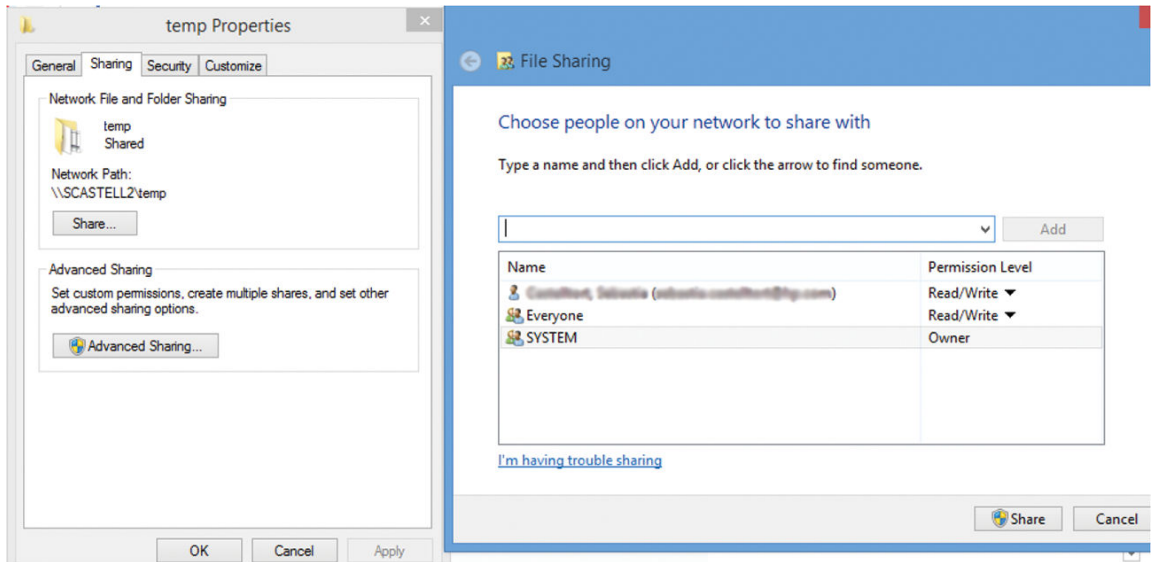 temp Properties
General Sharing Security Customize
Network File and Folder Sharing
temp
Shared
Network Path:
\\SCASTELL2\temp
Share...
Advanced Sharing
Set custom permissions, create multiple shares, and set other
advanced sharing options.
Advanced Sharing...
OK Cancel Apply
File Sharing
Choose people on your network to share with
Type a name and then click Add, or click the arrow to find someone.
Add
Name Permission Level
Read/Write
Everyone Read/Write
SYSTEM Owner
I'm having trouble sharing
Share Cancel